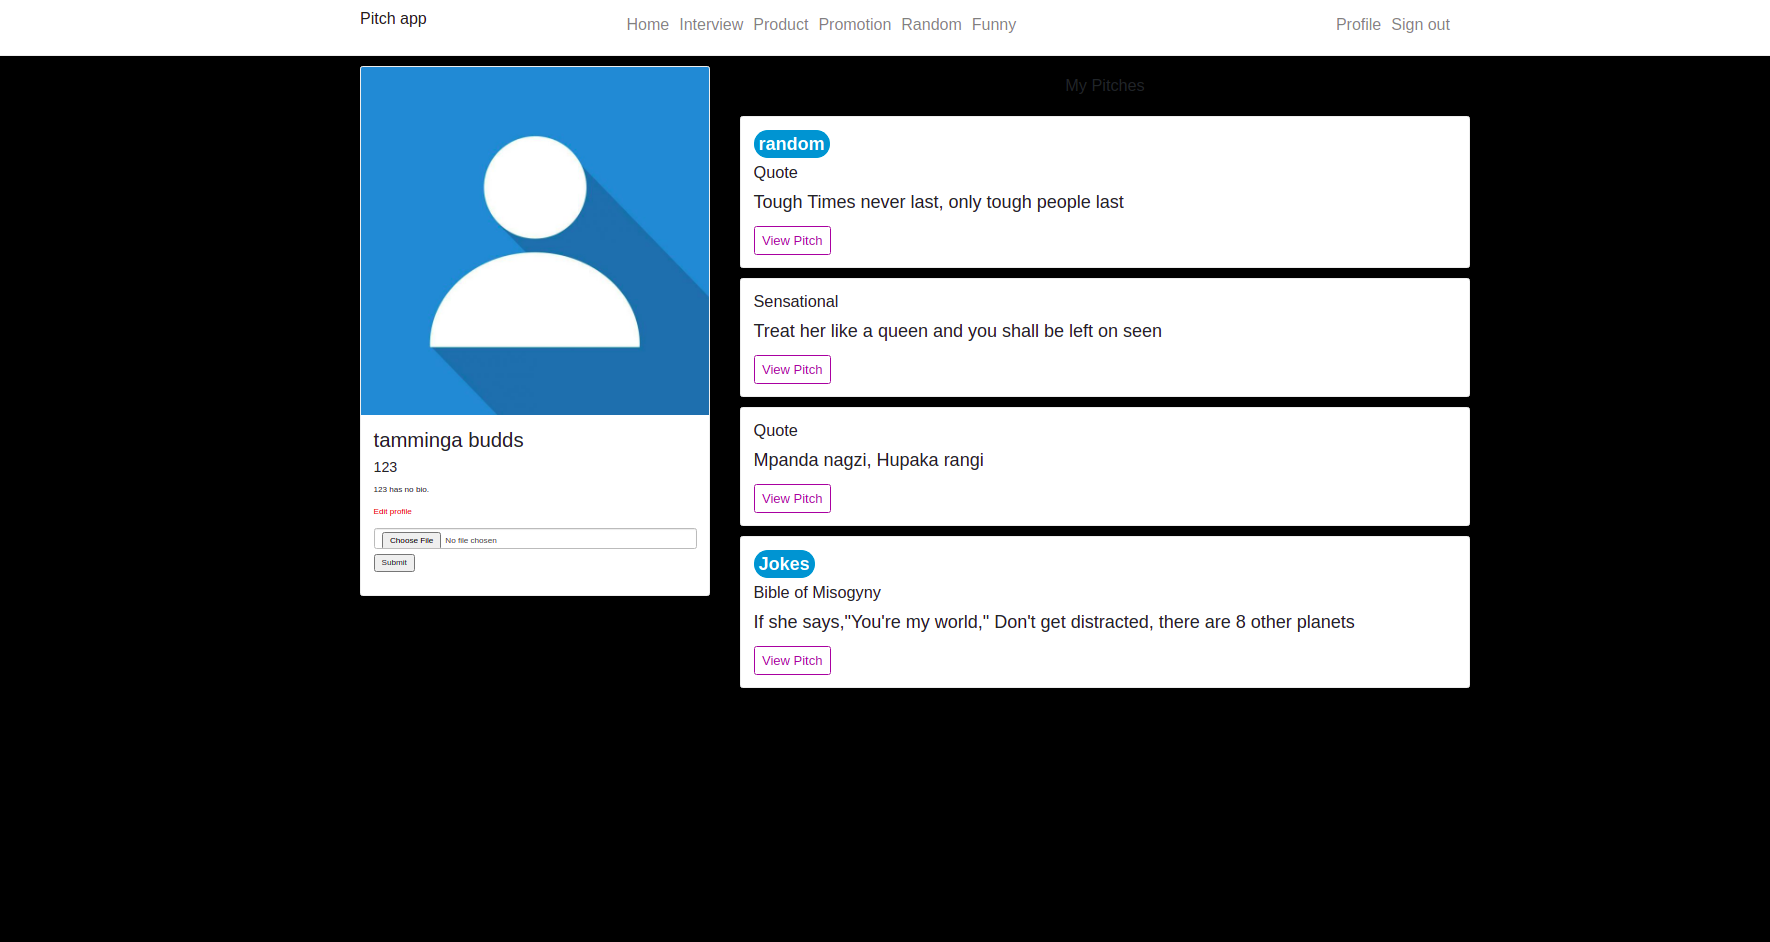 Pitch app
Home Interview Product Promotion Random Funny
Profile Sign out
tamminga budds
123
123 has no bio.
Edit profile
Choose File No file chosen
Submit
My Pitches
random
Quote
Tough Times never last, only tough people last
View Pitch
Sensational
Treat her like a queen and you shall be left on seen
View Pitch
Quote
Mpanda nagzi, Hupaka rangi
View Pitch
Jokes
Bible of Misogyny
If she says,"You're my world," Don't get distracted, there are 8 other planets
View Pitch